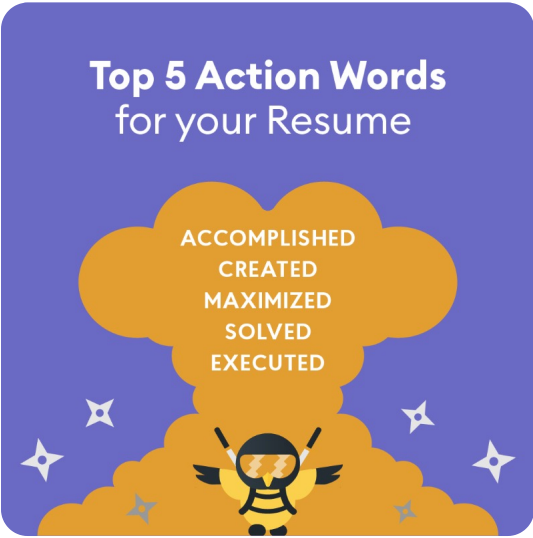 Top 5 Action Words
for your Resume
ACCOMPLISHED
CREATED
MAXIMIZED
SOLVED
EXECUTED